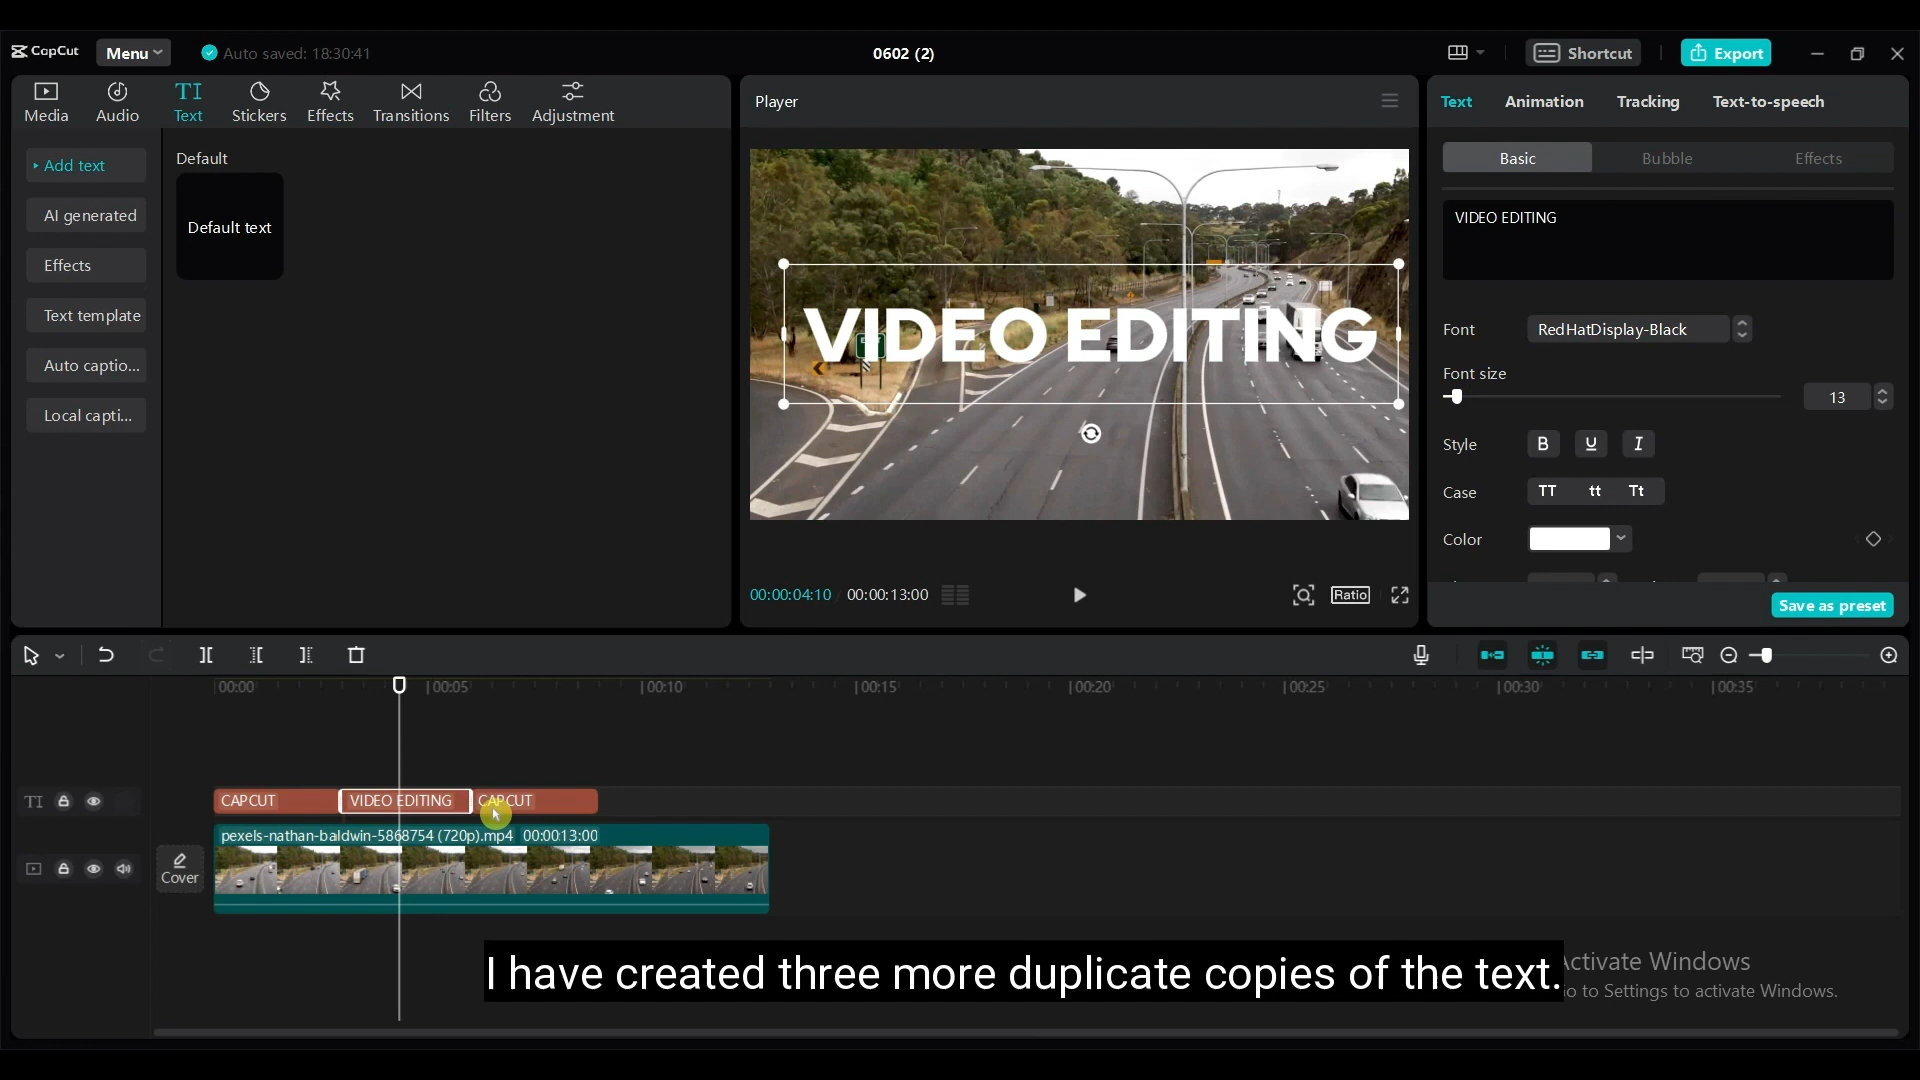 CapCut
Menu
Auto saved: 18:30:41
0602 (2)
Shortcut
Export
Media
Audio
TI
Text
Stickers
Effects
Transitions
Filters
Adjustment
Add text
AI generated
Effects
Text template
Auto captio...
Local capti...
Default
Default text
Player
VIDEO EDITING
00:00:04:10
00:00:13:00
Ratio
Text
Animation
Tracking
Text-to-speech
Basic
Bubble
Effects
VIDEO EDITING
Font
RedHatDisplay-Black
Font size
13
Style
B
U
I
Case
TT
tt
Tt
Color
Save as preset
00:00
00:05
00:10
00:15
00:20
00:25
00:30
00:35
TI
CAPCUT
VIDEO EDITING
CAPCUT
pexels-nathan-baldwin-5868754 (720p).mp4 00:00:13:00
Cover
I have created three more duplicate copies of the text.
Activate Windows
to Settings to activate Windows.